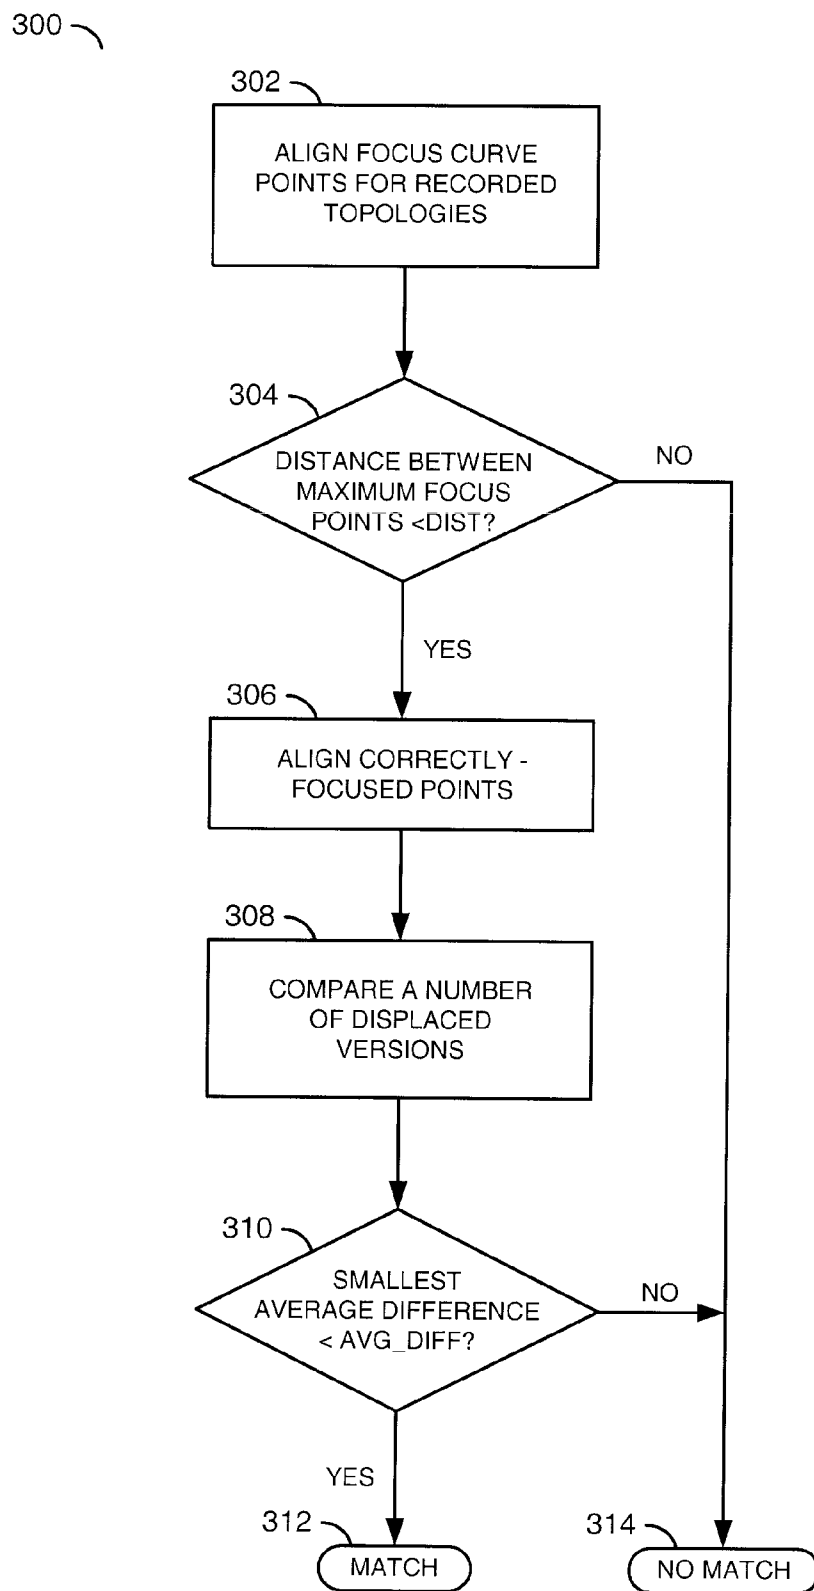 300
302
ALIGN FOCUS CURVE
POINTS FOR RECORDED
TOPOLOGIES
304
DISTANCE BETWEEN
MAXIMUM FOCUS
POINTS <DIST?
NO
YES
306
ALIGN CORRECTLY -
FOCUSED POINTS
308
COMPARE A NUMBER
OF DISPLACED
VERSIONS
310
SMALLEST
AVERAGE DIFFERENCE
< AVG_DIFF?
NO
YES
312
MATCH
314
NO MATCH